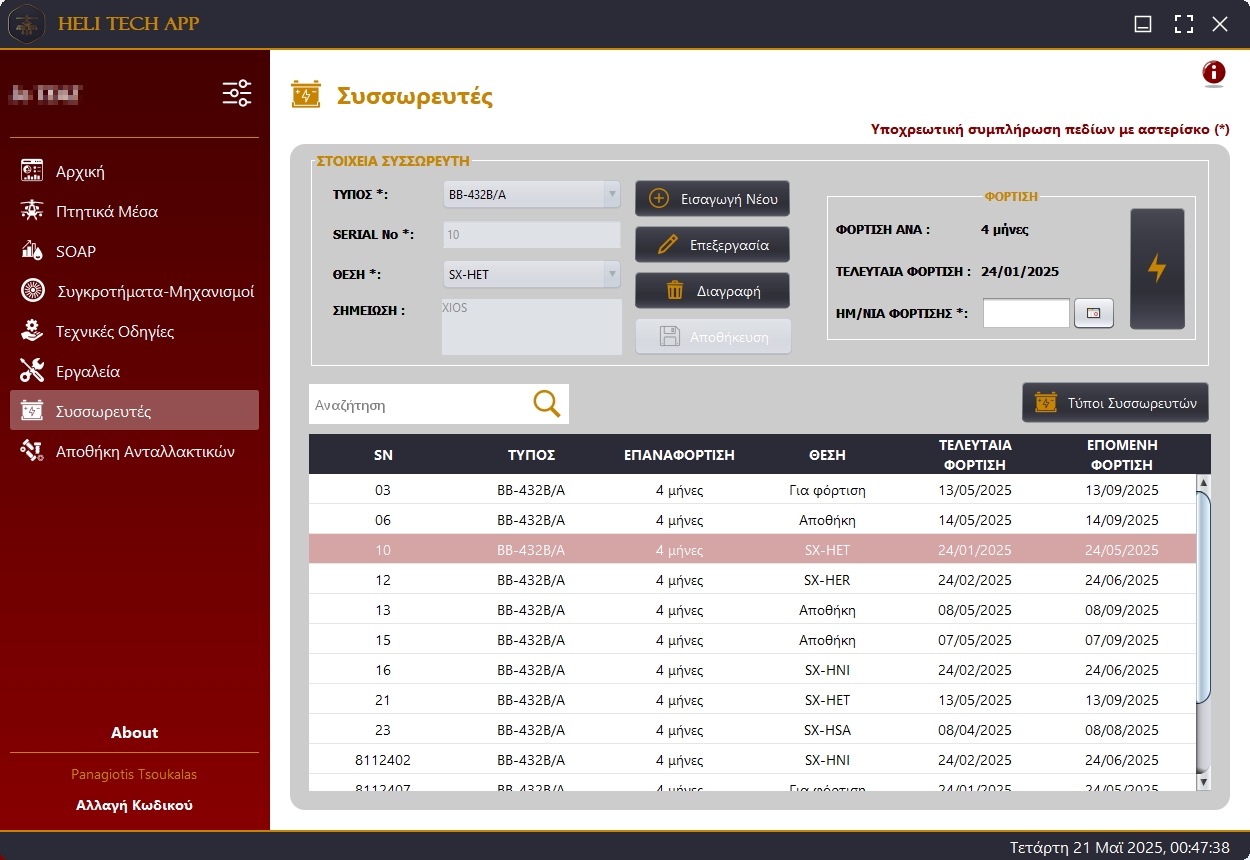 HELI TECH APP
Αρχική
Πτητικά Μέσα
SOAP
Συγκροτήματα-Μηχανισμοί
Τεχνικές Οδηγίες
Εργαλεία
Συσσωρευτές
Αποθήκη Ανταλλακτικών
About
Panagiotis Tsoukalas
Αλλαγή Κωδικού
Συσσωρευτές
Υποχρεωτική συμπλήρωση πεδίων με αστερίσκο (*)
ΣΤΟΙΧΕΙΑ ΣΥΣΣΩΡΕΥΤΗ
ΤΥΠΟΣ *: BB-432B/A
SERIAL No *: 10
ΘΕΣΗ *: SX-HET
ΣΗΜΕΙΩΣΗ : XIOS
Εισαγωγή Νέου
Επεξεργασία
Διαγραφή
Αποθήκευση
ΦΟΡΤΙΣΗ
ΦΟΡΤΙΣΗ ΑΝΑ : 4 μήνες
ΤΕΛΕΥΤΑΙΑ ΦΟΡΤΙΣΗ : 24/01/2025
ΗΜ/ΝΙΑ ΦΟΡΤΙΣΗΣ *:
Αναζήτηση
Τύποι Συσσωρευτών
SN ΤΥΠΟΣ ΕΠΑΝΑΦΟΡΤΙΣΗ ΘΕΣΗ ΤΕΛΕΥΤΑΙΑ ΦΟΡΤΙΣΗ ΕΠΟΜΕΝΗ ΦΟΡΤΙΣΗ
03 BB-432B/A 4 μήνες Για φόρτιση 13/05/2025 13/09/2025
06 BB-432B/A 4 μήνες Αποθήκη 14/05/2025 14/09/2025
10 BB-432B/A 4 μήνες SX-HET 24/01/2025 24/05/2025
12 BB-432B/A 4 μήνες SX-HER 24/02/2025 24/06/2025
13 BB-432B/A 4 μήνες Αποθήκη 08/05/2025 08/09/2025
15 BB-432B/A 4 μήνες Αποθήκη 07/05/2025 07/09/2025
16 BB-432B/A 4 μήνες SX-HNI 24/02/2025 24/06/2025
21 BB-432B/A 4 μήνες SX-HET 13/05/2025 13/09/2025
23 BB-432B/A 4 μήνες SX-HSA 08/04/2025 08/08/2025
8112402 BB-432B/A 4 μήνες SX-HNI 24/02/2025 24/06/2025
8112407 BB-432B/A 4 μήνες Για φόρτιση 24/01/2025 24/05/2025
Τετάρτη 21 Μαΐ 2025, 00:47:38